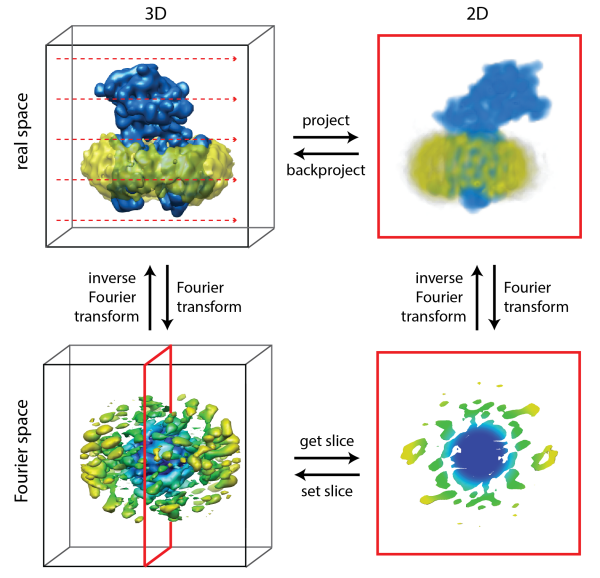 3D
2D
real space
project
backproject
inverse
Fourier
transform
Fourier
transform
inverse
Fourier
transform
Fourier
transform
Fourier space
get slice
set slice